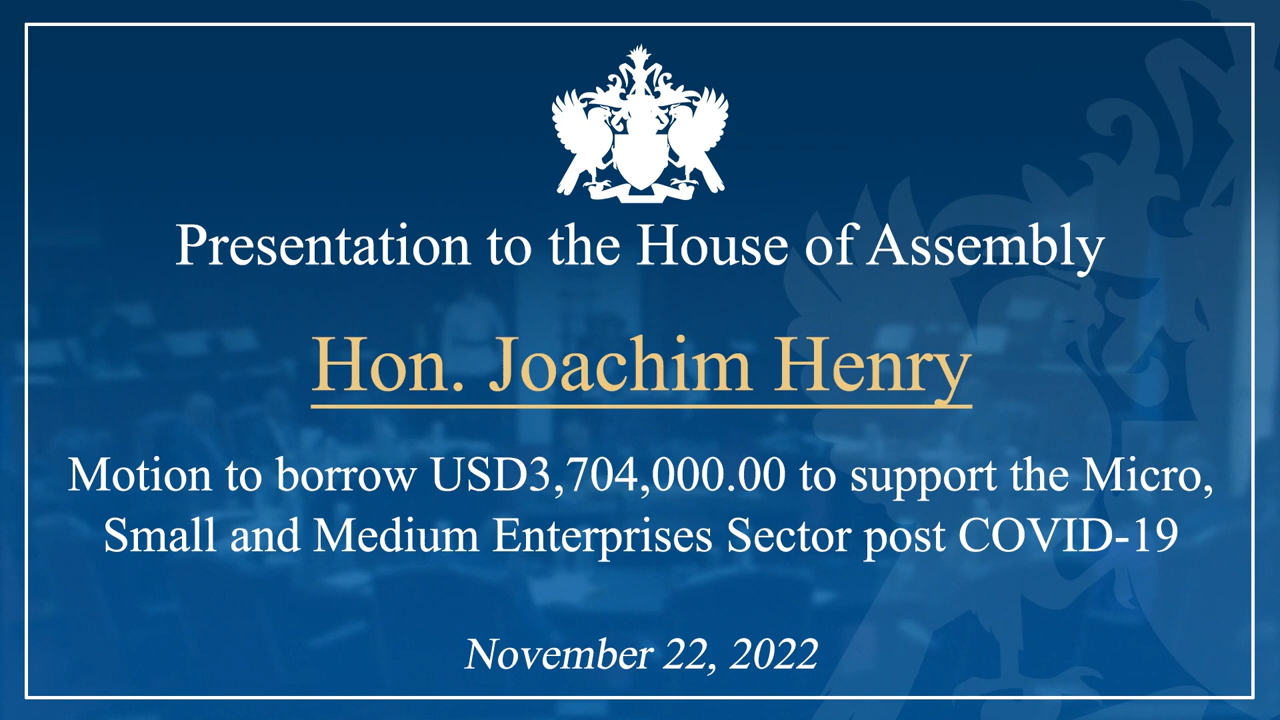 Presentation to the House of Assembly
Hon. Joachim Henry
Motion to borrow USD3,704,000.00 to support the Micro,
Small and Medium Enterprises Sector post COVID-19
November 22, 2022